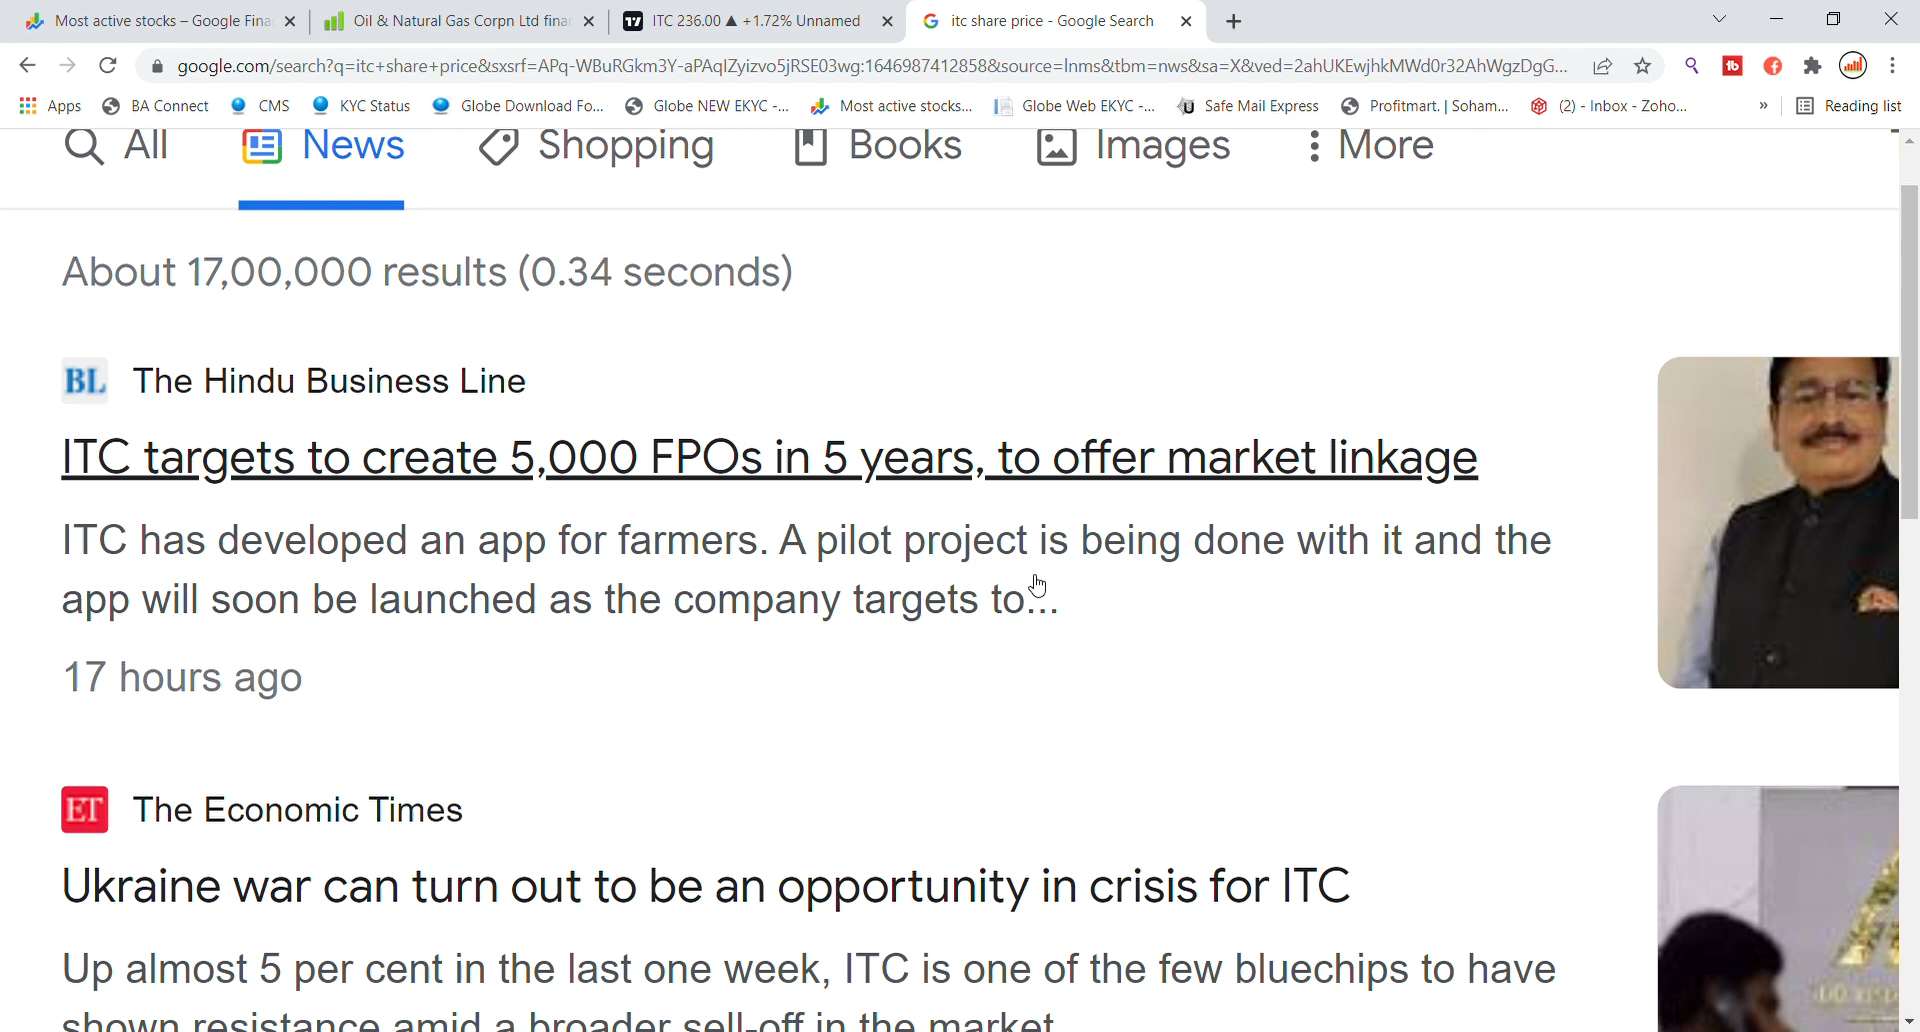 Most active stocks – Google Fina
Oil & Natural Gas Corpn Ltd fina
ITC 236.00 ▲ +1.72% Unnamed
itc share price - Google Search
google.com/search?q=itc+share+price&sxsrf=APq-WBuRGkm3Y-aPAqIZyizvo5jRSE03wg:1646987412858&source=lnms&tbm=nws&sa=X&ved=2ahUKEwjhkMWd0r32AhWgzDgG...
Apps
BA Connect
CMS
KYC Status
Globe Download Fo...
Globe NEW EKYC -...
Most active stocks...
Globe Web EKYC -...
Safe Mail Express
Profitmart. | Soham...
(2) - Inbox - Zoho...
»
Reading list
All
News
Shopping
Books
Images
More
About 17,00,000 results (0.34 seconds)
BL The Hindu Business Line
ITC targets to create 5,000 FPOs in 5 years, to offer market linkage
ITC has developed an app for farmers. A pilot project is being done with it and the
app will soon be launched as the company targets to...
17 hours ago
ET The Economic Times
Ukraine war can turn out to be an opportunity in crisis for ITC
Up almost 5 per cent in the last one week, ITC is one of the few bluechips to have
shown resistance amid a broader sell-off in the market